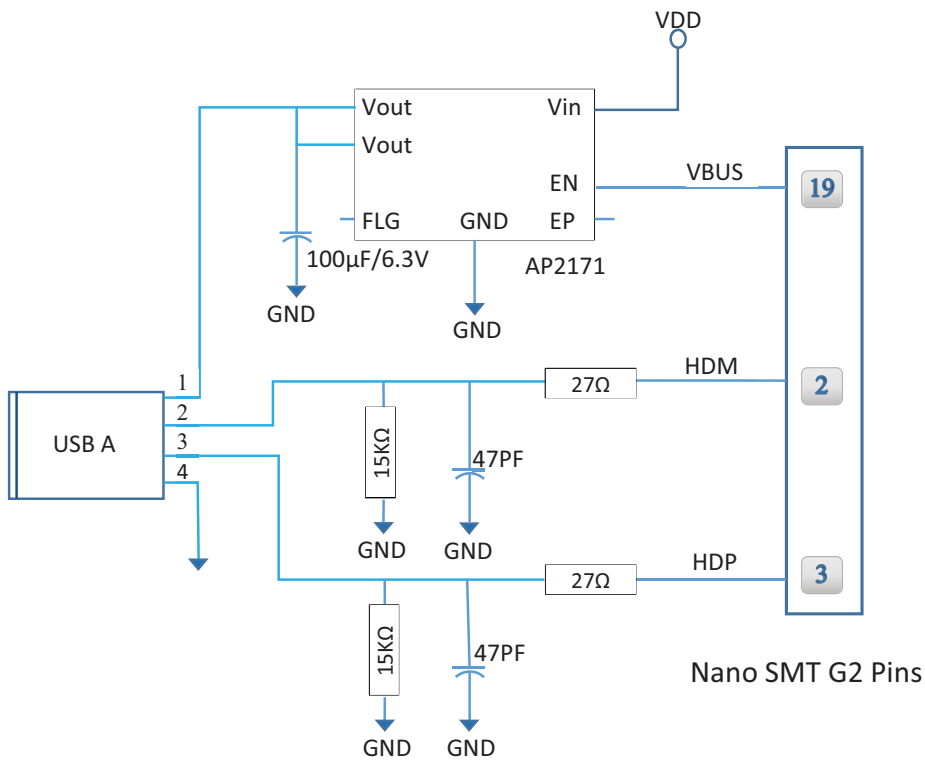 VDD
Vout
Vin
Vout
EN
VBUS
19
FLG
GND
EP
100µF/6.3V
AP2171
GND
GND
1
2
3
4
USB A
27Ω
HDM
2
15KΩ
47PF
GND
GND
27Ω
HDP
3
15KΩ
47PF
GND
GND
Nano SMT G2 Pins